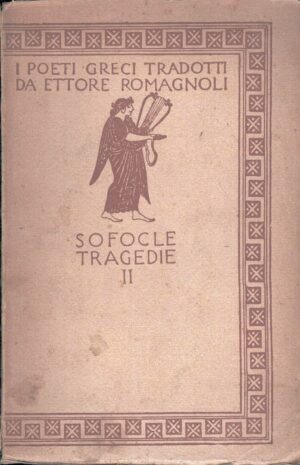 I POETI GRECI TRADOTTI
DA ETTORE ROMAGNOLI
SOFOCLE
TRAGEDIE
II